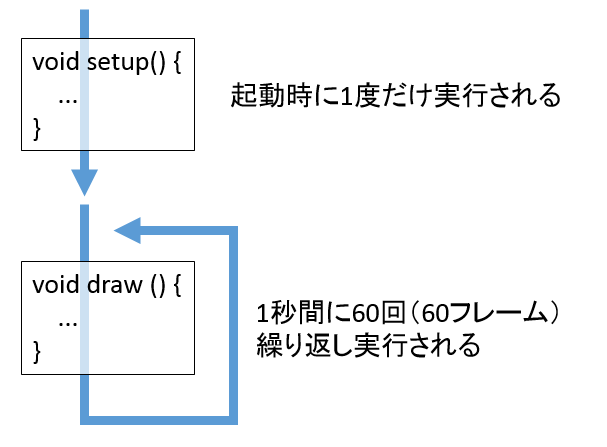 void setup() {
...
}
起動時に1度だけ実行される
void draw () {
...
}
1秒間に60回（60フレーム）
繰り返し実行される